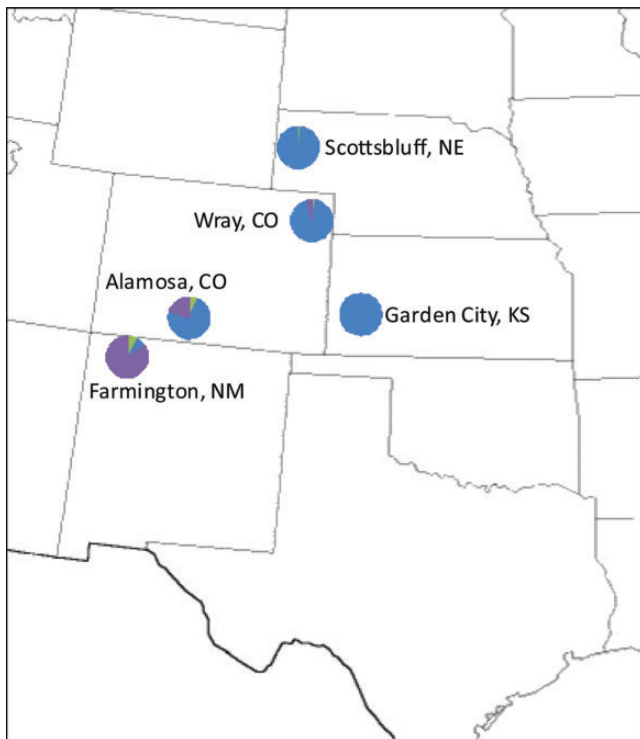 Scottsbluff, NE
Wray, CO
Alamosa, CO
Garden City, KS
Farmington, NM